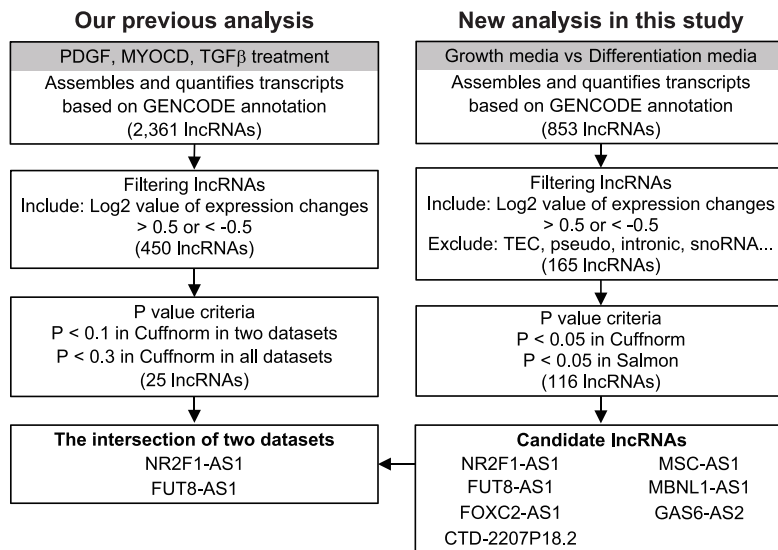 Our previous analysis
PDGF, MYOCD, TGFβ treatment
Assembles and quantifies transcripts
based on GENCODE annotation
(2,361 lncRNAs)
Filtering lncRNAs
Include: Log2 value of expression changes
> 0.5 or < -0.5
(450 lncRNAs)
P value criteria
P < 0.1 in Cuffnorm in two datasets
P < 0.3 in Cuffnorm in all datasets
(25 lncRNAs)
The intersection of two datasets
NR2F1-AS1
FUT8-AS1
New analysis in this study
Growth media vs Differentiation media
Assembles and quantifies transcripts
based on GENCODE annotation
(853 lncRNAs)
Filtering lncRNAs
Include: Log2 value of expression changes
> 0.5 or < -0.5
Exclude: TEC, pseudo, intronic, snoRNA...
(165 lncRNAs)
P value criteria
P < 0.05 in Cuffnorm
P < 0.05 in Salmon
(116 lncRNAs)
Candidate lncRNAs
NR2F1-AS1 MSC-AS1
FUT8-AS1 MBNL1-AS1
FOXC2-AS1 GAS6-AS2
CTD-2207P18.2